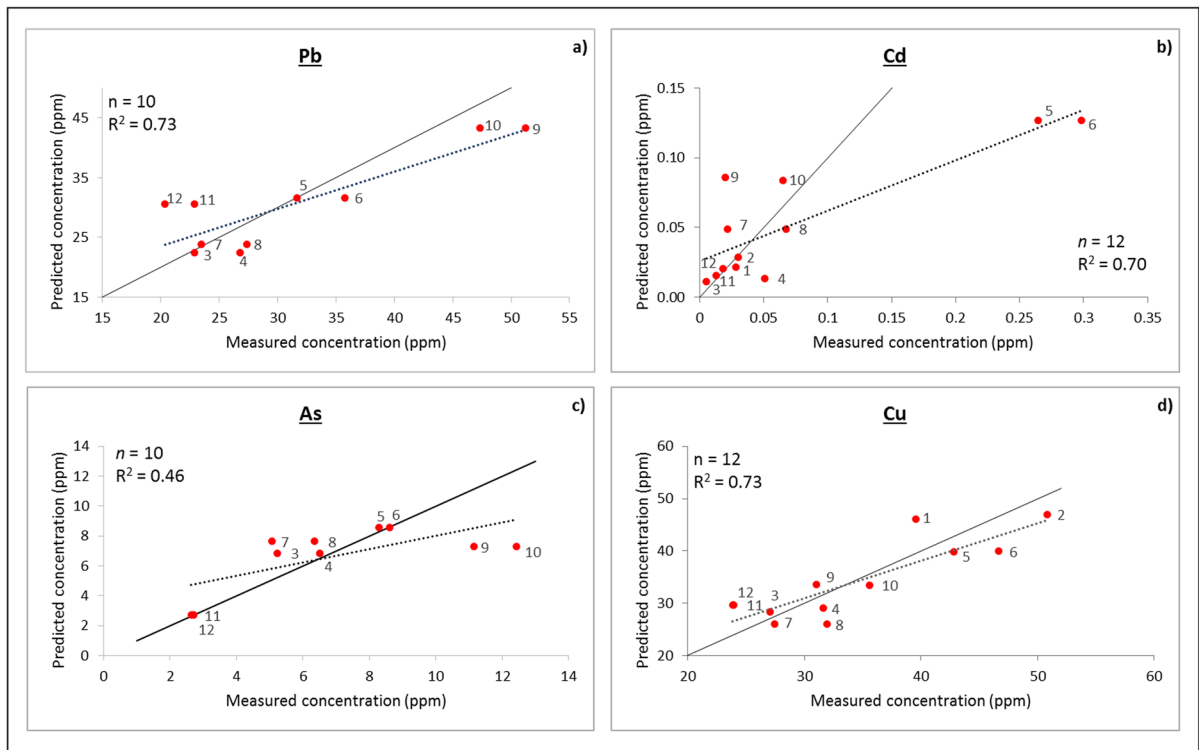 a)
Pb
n = 10
R² = 0.73
Predicted concentration (ppm)
45
35
25
15
15 20 25 30 35 40 45 50 55
Measured concentration (ppm)
10 9
5
6
12 11
7 8
3 4
b)
Cd
Predicted concentration (ppm)
0.15
0.10
0.05
0.00
0 0.05 0.1 0.15 0.2 0.25 0.3 0.35
Measured concentration (ppm)
5
6
9 10
7 8
2
12 1
11 4
3
n = 12
R² = 0.70
c)
As
n = 10
R² = 0.46
Predicted concentration (ppm)
14
12
10
8
6
4
2
0
0 2 4 6 8 10 12 14
Measured concentration (ppm)
5 6
7 8
3
4
9 10
11
12
d)
Cu
n = 12
R² = 0.73
Predicted concentration (ppm)
60
50
40
30
20
20 30 40 50 60
Measured concentration (ppm)
1 2
5 6
9 10
12 3
11 4
7 8